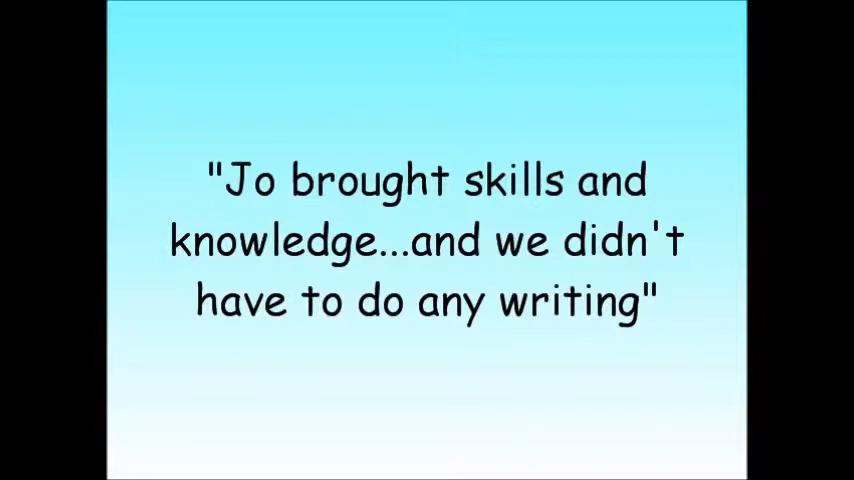 "Jo brought skills and
knowledge...and we didn't
have to do any writing"